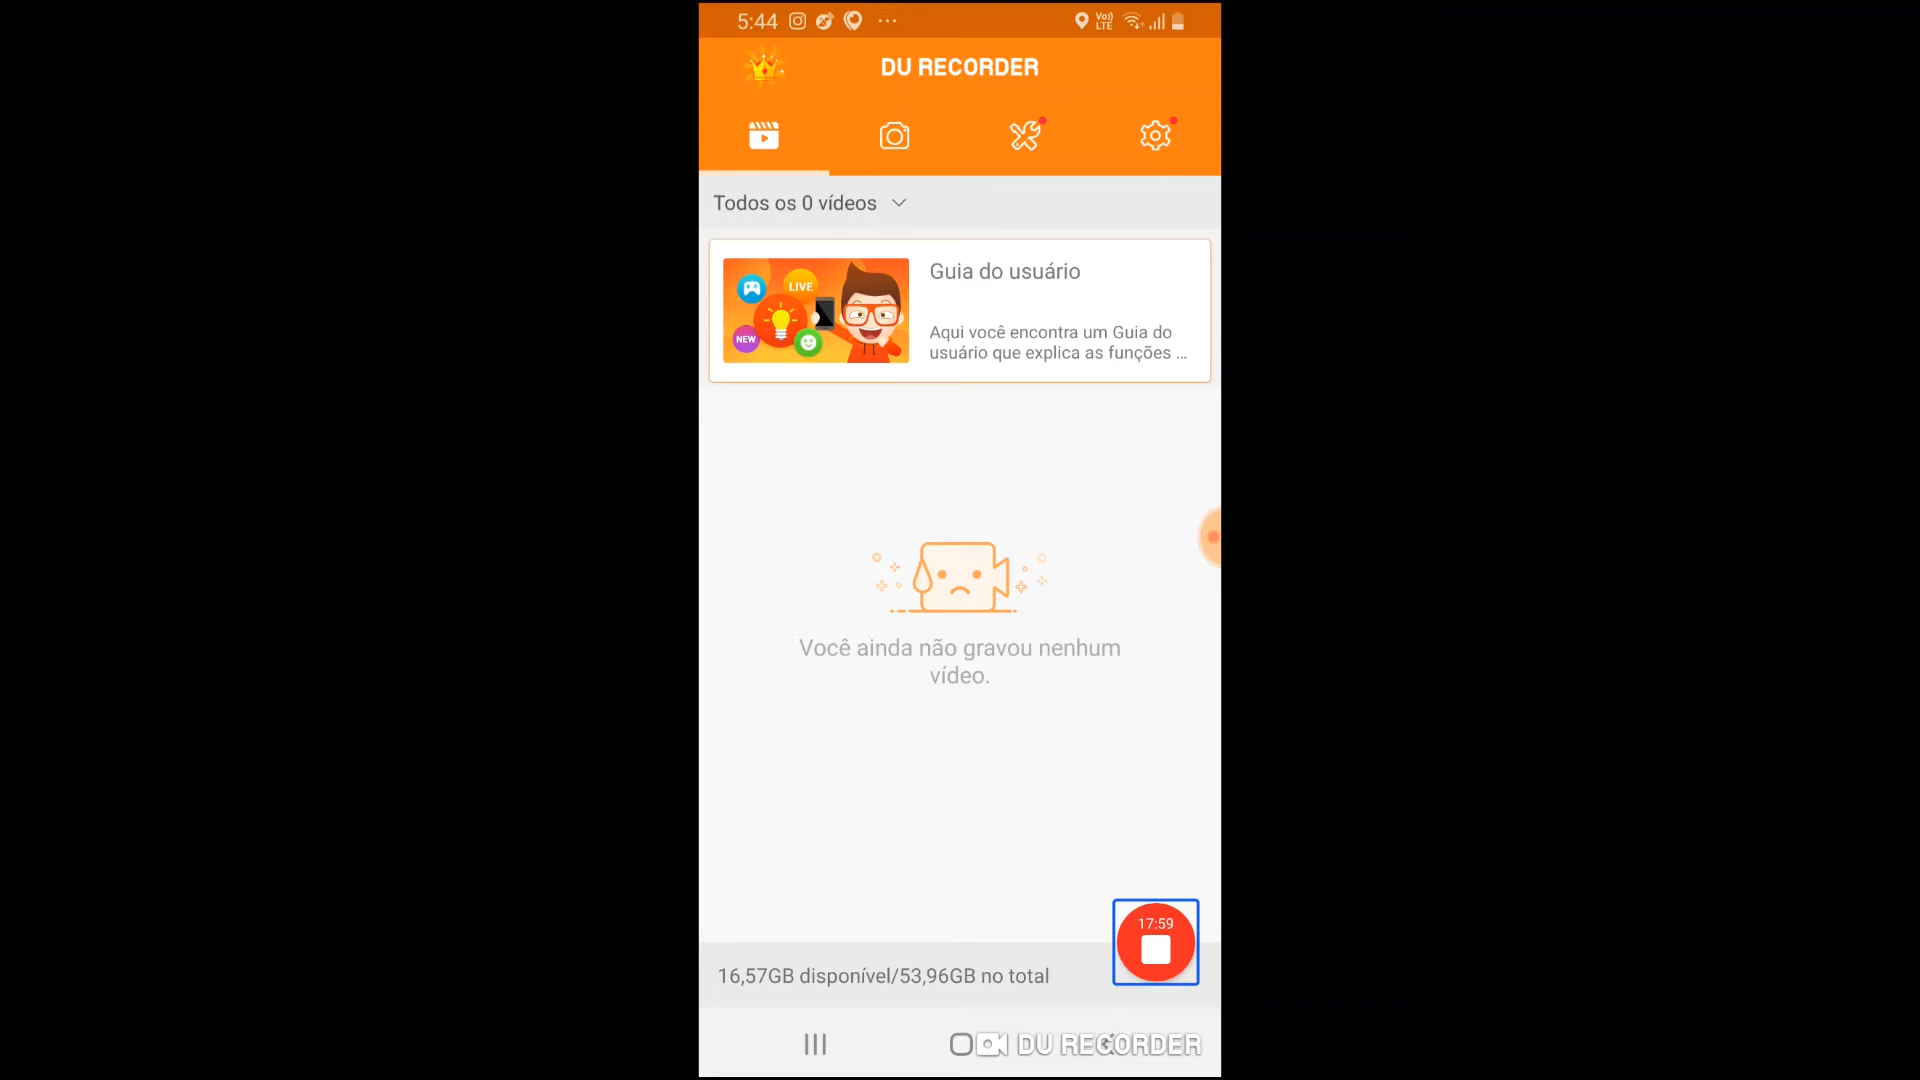 5:44
Vo))
LTE
DU RECORDER
Todos os 0 vídeos
LIVE
NEW
Guia do usuário
Aqui você encontra um Guia do
usuário que explica as funções ...
Você ainda não gravou nenhum
vídeo.
17:59
16,57GB disponível/53,96GB no total
DU RECORDER